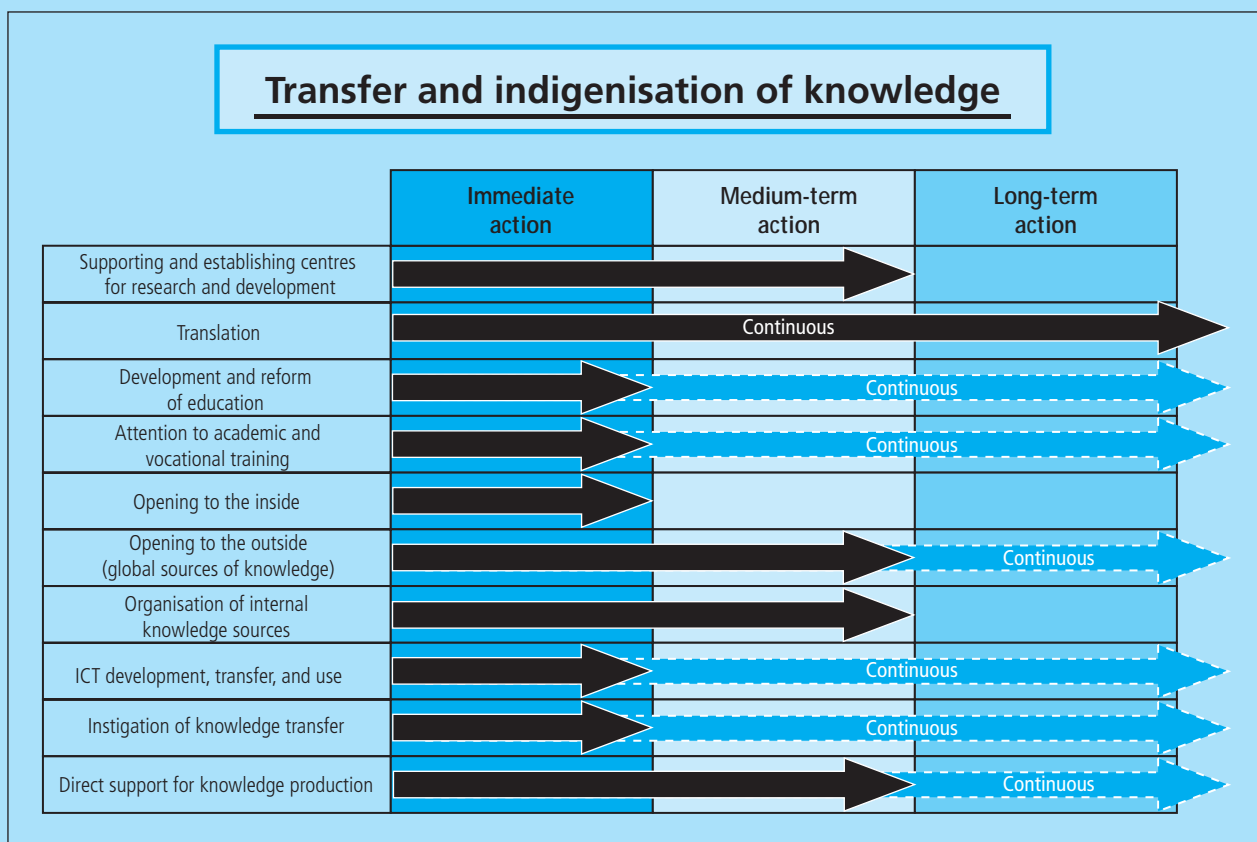 Transfer and indigenisation of knowledge
Immediate
action
Medium-term
action
Long-term
action
Supporting and establishing centres
for research and development
Translation
Continuous
Development and reform
of education
Continuous
Attention to academic and
vocational training
Continuous
Opening to the inside
Opening to the outside
(global sources of knowledge)
Continuous
Organisation of internal
knowledge sources
ICT development, transfer, and use
Continuous
Instigation of knowledge transfer
Continuous
Direct support for knowledge production
Continuous